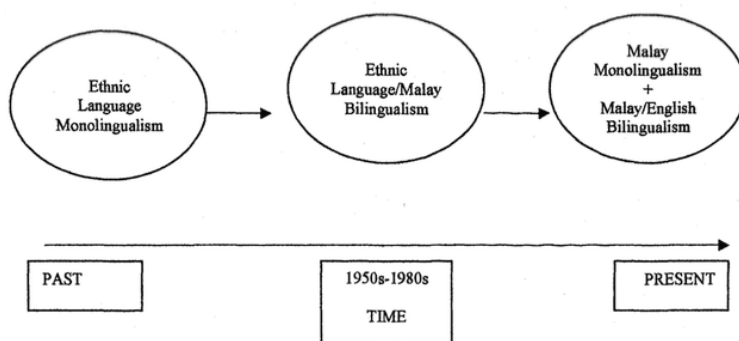 Ethnic
Language
Monolingualism
Ethnic
Language/Malay
Bilingualism
Malay
Monolingualism
+
Malay/English
Bilingualism
PAST
1950s-1980s
TIME
PRESENT